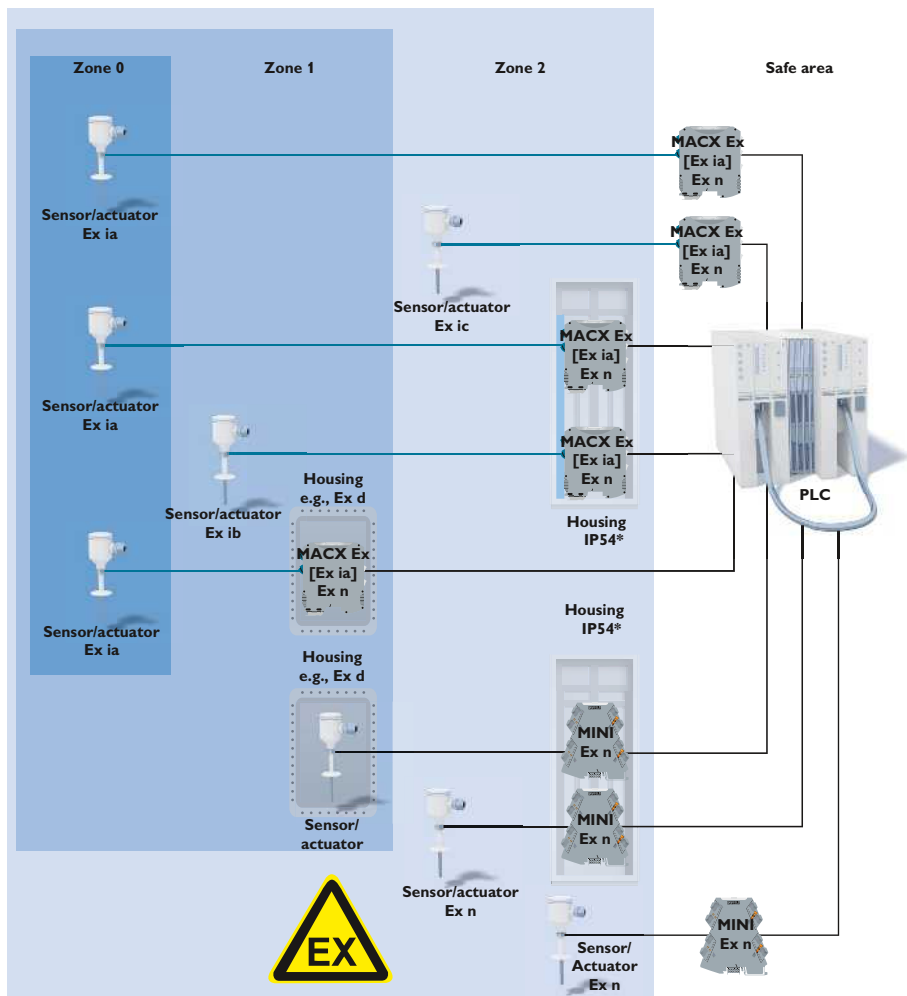 Zone 0
Zone 1
Zone 2
Safe area
MACX Ex
[Ex ia]
Ex n
Sensor/actuator
Ex ia
MACX Ex
[Ex ia]
Ex n
Sensor/actuator
Ex ic
MACX Ex
[Ex ia]
Ex n
Sensor/actuator
Ex ia
MACX Ex
[Ex ia]
Ex n
PLC
Sensor/actuator
Ex ib
Housing
e.g., Ex d
Housing
IP54*
MACX Ex
[Ex ia]
Ex n
Sensor/actuator
Ex ia
Housing
IP54*
Housing
e.g., Ex d
MINI
Ex n
Sensor/
actuator
MINI
Ex n
Sensor/actuator
Ex n
EX
MINI
Ex n
Sensor/
Actuator
Ex n